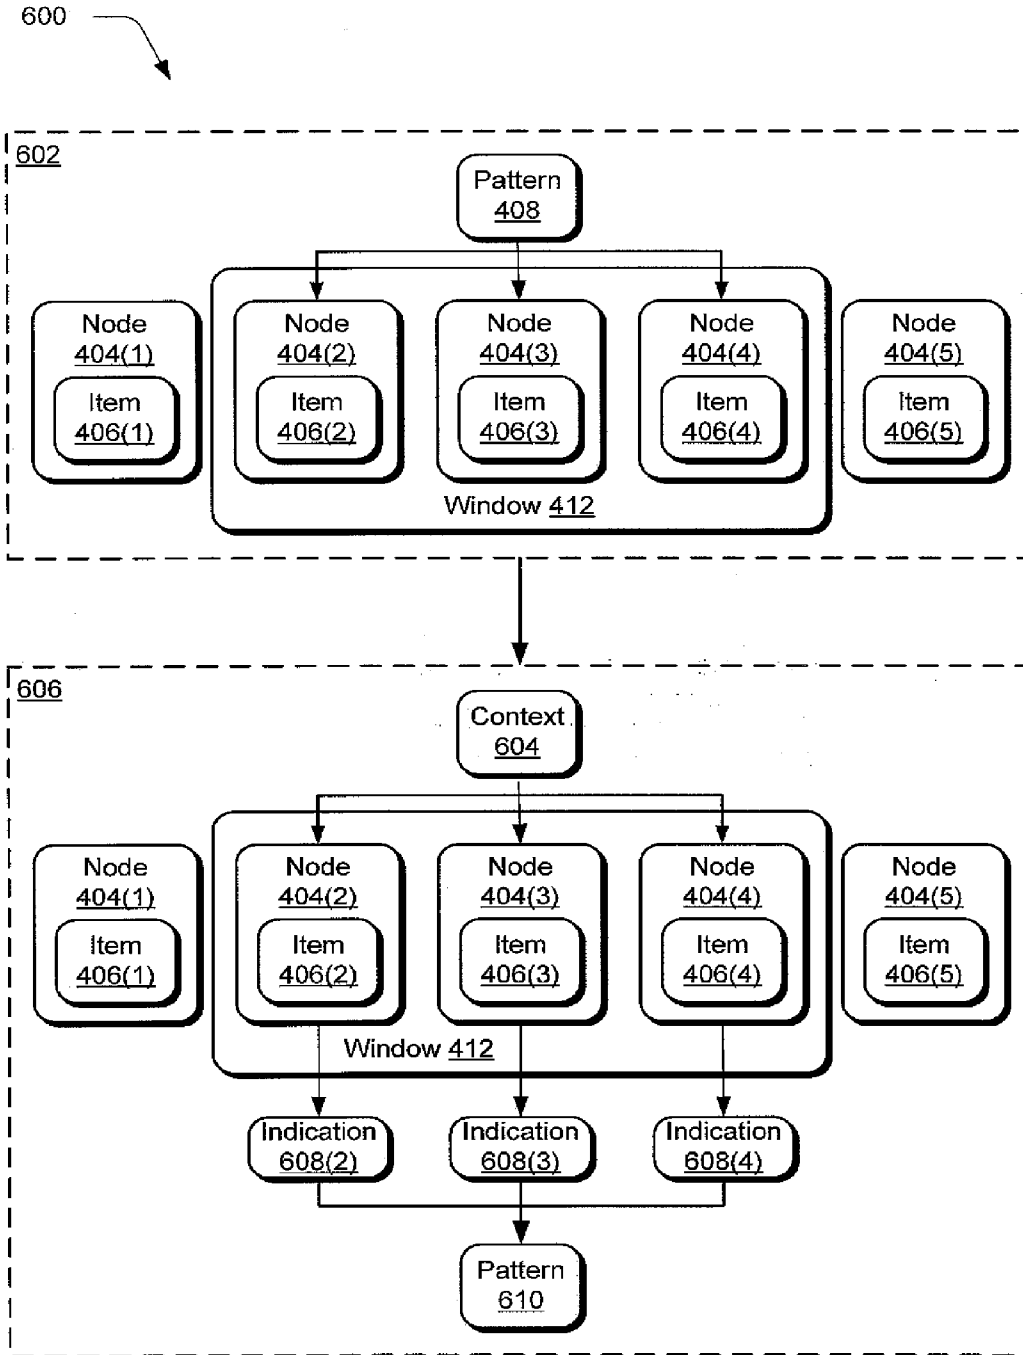 600
602
Pattern
408
Node
404(1)
Item
406(1)
Node
404(2)
Item
406(2)
Node
404(3)
Item
406(3)
Node
404(4)
Item
406(4)
Node
404(5)
Item
406(5)
Window 412
606
Context
604
Node
404(1)
Item
406(1)
Node
404(2)
Item
406(2)
Node
404(3)
Item
406(3)
Node
404(4)
Item
406(4)
Node
404(5)
Item
406(5)
Window 412
Indication
608(2)
Indication
608(3)
Indication
608(4)
Pattern
610